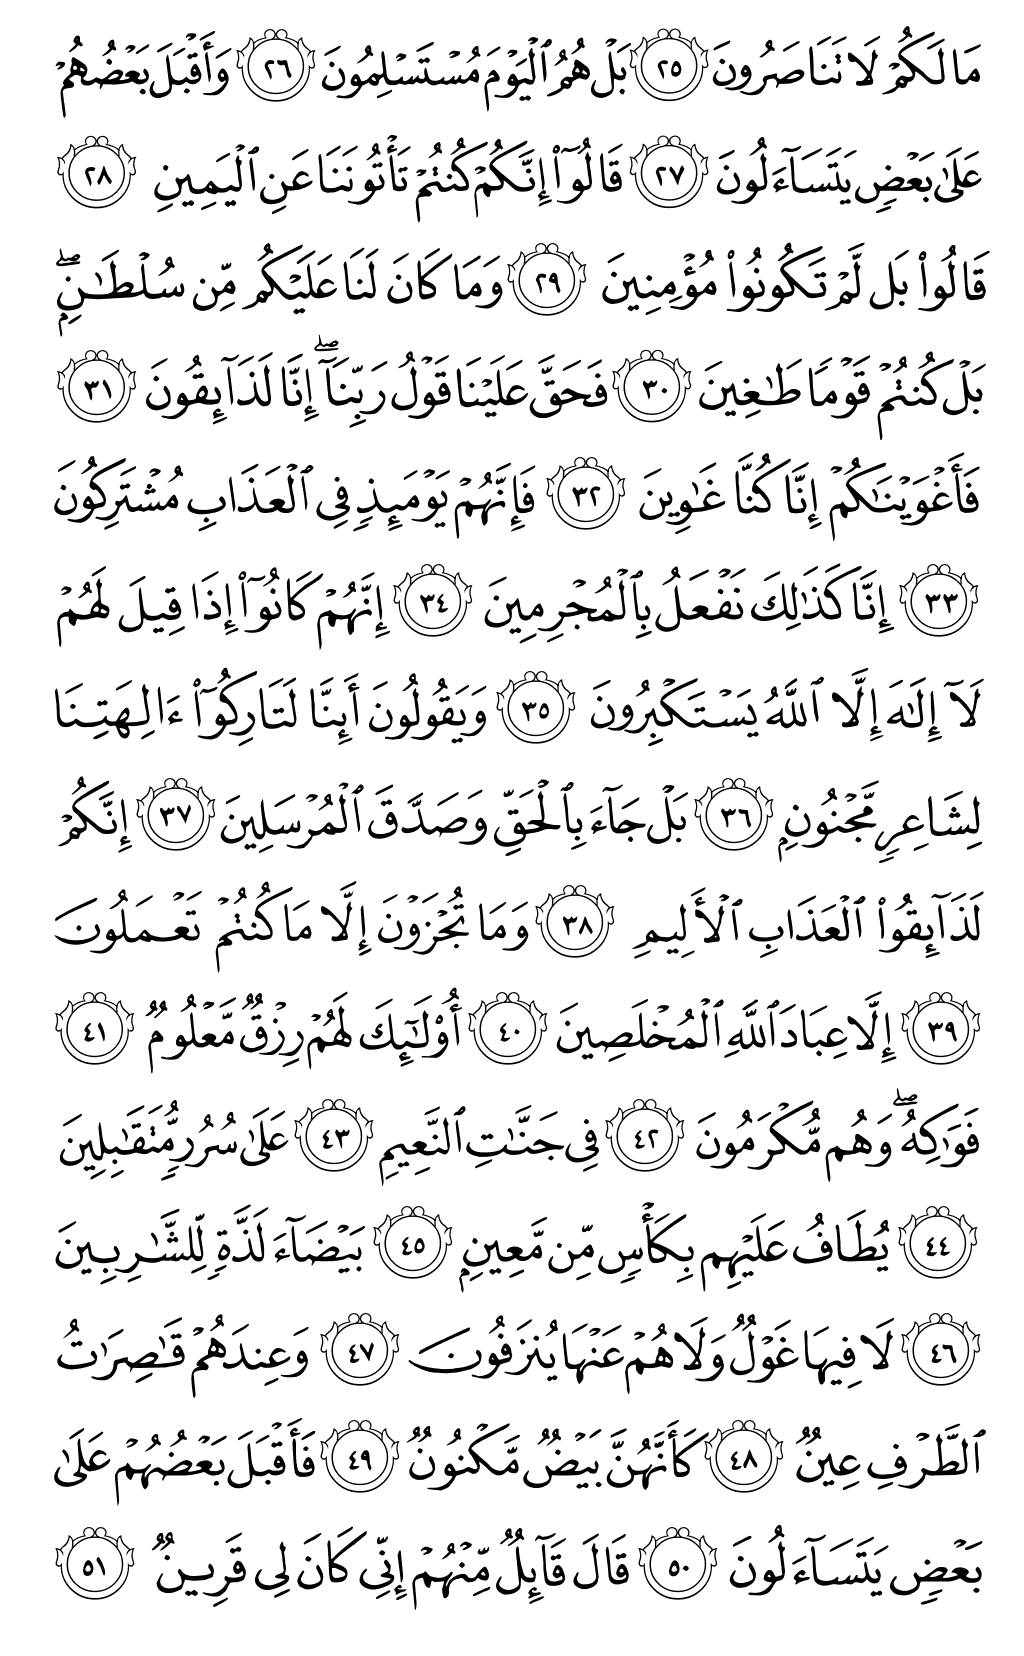 مَا لَكُمْ لَا تَنَاصَرُونَ ٢٥ بَلْ هُمُ ٱلْيَوْمَ مُسْتَسْلِمُونَ ٢٦ وَأَقْبَلَ بَعْضُهُمْ
عَلَىٰ بَعْضٍ يَتَسَآءَلُونَ ٢٧ قَالُوٓا۟ إِنَّكُمْ كُنتُمْ تَأْتُونَنَا عَنِ ٱلْيَمِينِ ٢٨
قَالُوا۟ بَل لَّمْ تَكُونُوا۟ مُؤْمِنِينَ ٢٩ وَمَا كَانَ لَنَا عَلَيْكُم مِّن سُلْطَـٰنٍۭ ۖ
بَلْ كُنتُمْ قَوْمًا طَـٰغِينَ ٣٠ فَحَقَّ عَلَيْنَا قَوْلُ رَبِّنَآ ۖ إِنَّا لَذَآئِقُونَ ٣١
فَأَغْوَيْنَـٰكُمْ إِنَّا كُنَّا غَـٰوِينَ ٣٢ فَإِنَّهُمْ يَوْمَئِذٍ فِى ٱلْعَذَابِ مُشْتَرِكُونَ
٣٣ إِنَّا كَذَٰلِكَ نَفْعَلُ بِٱلْمُجْرِمِينَ ٣٤ إِنَّهُمْ كَانُوٓا۟ إِذَا قِيلَ لَهُمْ
لَآ إِلَـٰهَ إِلَّا ٱللَّهُ يَسْتَكْبِرُونَ ٣٥ وَيَقُولُونَ أَئِنَّا لَتَارِكُوٓا۟ ءَالِهَتِنَا
لِشَاعِرٍ مَّجْنُونٍۭ ٣٦ بَلْ جَآءَ بِٱلْحَقِّ وَصَدَّقَ ٱلْمُرْسَلِينَ ٣٧ إِنَّكُمْ
لَذَآئِقُوا۟ ٱلْعَذَابِ ٱلْأَلِيمِ ٣٨ وَمَا تُجْزَوْنَ إِلَّا مَا كُنتُمْ تَعْمَلُونَ
٣٩ إِلَّا عِبَادَ ٱللَّهِ ٱلْمُخْلَصِينَ ٤٠ أُو۟لَـٰٓئِكَ لَهُمْ رِزْقٌ مَّعْلُومٌ ٤١
فَوَٰكِهُ ۖ وَهُم مُّكْرَمُونَ ٤٢ فِى جَنَّـٰتِ ٱلنَّعِيمِ ٤٣ عَلَىٰ سُرُرٍ مُّتَقَـٰبِلِينَ
٤٤ يُطَافُ عَلَيْهِم بِكَأْسٍ مِّن مَّعِينٍۭ ٤٥ بَيْضَآءَ لَذَّةٍ لِّلشَّـٰرِبِينَ
٤٦ لَا فِيهَا غَوْلٌ وَلَا هُمْ عَنْهَا يُنزَفُونَ ٤٧ وَعِندَهُمْ قَـٰصِرَٰتُ
ٱلطَّرْفِ عِينٌ ٤٨ كَأَنَّهُنَّ بَيْضٌ مَّكْنُونٌ ٤٩ فَأَقْبَلَ بَعْضُهُمْ عَلَىٰ
بَعْضٍ يَتَسَآءَلُونَ ٥٠ قَالَ قَآئِلٌ مِّنْهُمْ إِنِّى كَانَ لِى قَرِينٌ ٥١